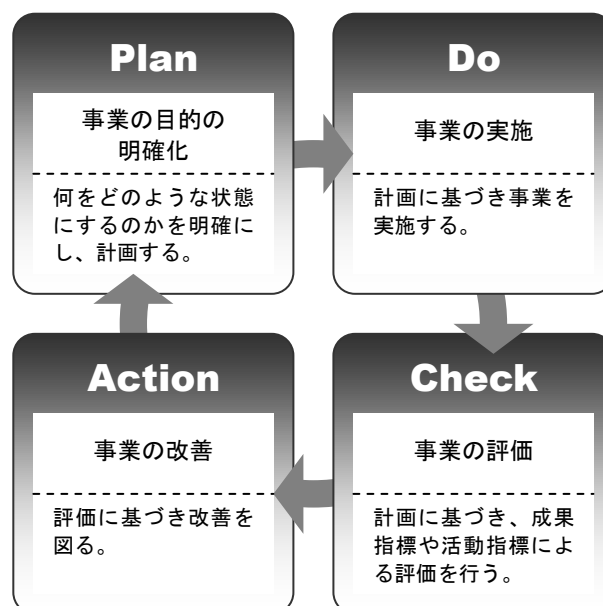 Plan
事業の目的の
明確化
何をどのような状態
にするのかを明確に
し、計画する。
Do
事業の実施
計画に基づき事業を
実施する。
Action
事業の改善
評価に基づき改善を
図る。
Check
事業の評価
計画に基づき、成果
指標や活動指標によ
る評価を行う。